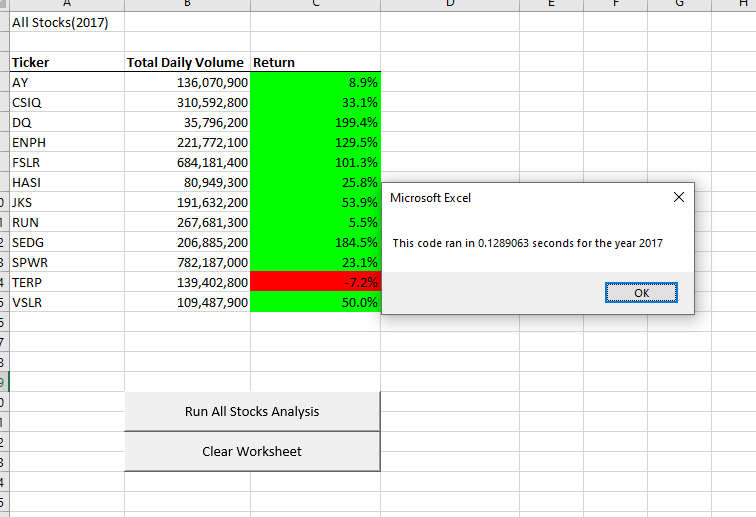 A B C D E F G H
All Stocks(2017)
Ticker Total Daily Volume Return
AY 136,070,900 8.9%
CSIQ 310,592,800 33.1%
DQ 35,796,200 199.4%
ENPH 221,772,100 129.5%
FSLR 684,181,400 101.3%
HASI 80,949,300 25.8%
JKS 191,632,200 53.9%
RUN 267,681,300 5.5%
SEDG 206,885,200 184.5%
SPWR 782,187,000 23.1%
TERP 139,402,800 -7.2%
VSLR 109,487,900 50.0%
Microsoft Excel
This code ran in 0.1289063 seconds for the year 2017
OK
Run All Stocks Analysis
Clear Worksheet